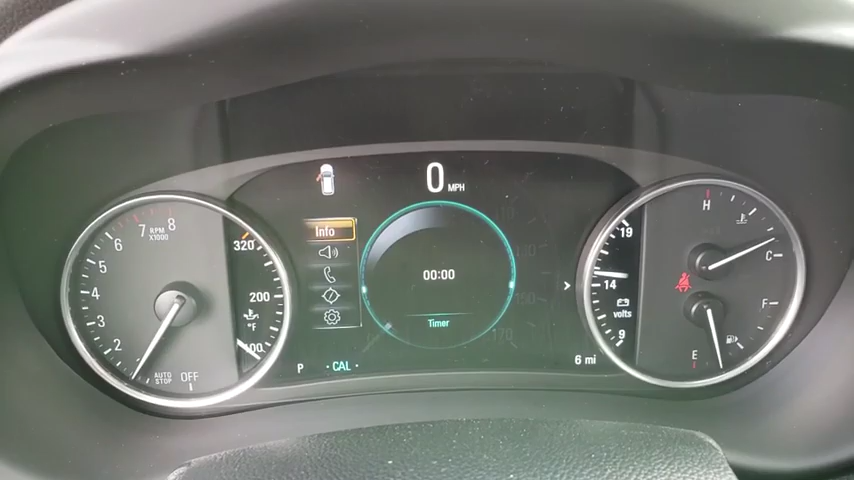 0 MPH
Info
00:00
Timer
P
· CAL ·
6 mi
8
7
RPM
X1000
6
5
4
3
2
AUTO
STOP
OFF
320
200
°F
100
19
14
volts
9
H
C
F
E